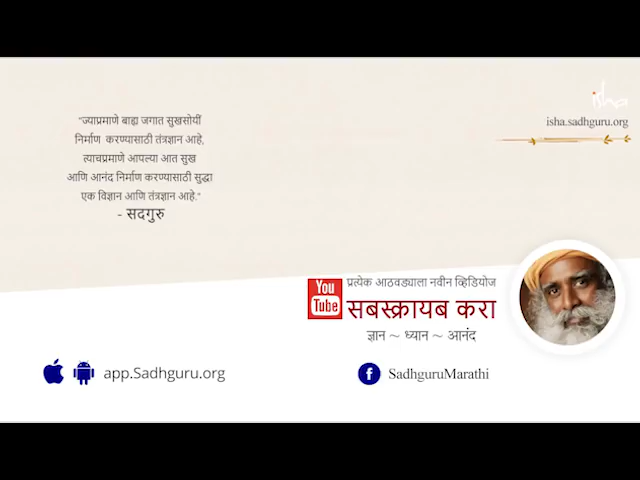 isha
isha.sadhguru.org
"ज्याप्रमाणे बाह्य जगात सुखसोयीं
निर्माण करण्यासाठी तंत्रज्ञान आहे,
त्याचप्रमाणे आपल्या आत सुख
आणि आनंद निर्माण करण्यासाठी सुद्धा
एक विज्ञान आणि तंत्रज्ञान आहे."
- सदगुरु
You
Tube
प्रत्येक आठवड्याला नवीन व्हिडियोज
सबस्क्रायब करा
ज्ञान ~ ध्यान ~ आनंद
app.Sadhguru.org
SadhguruMarathi